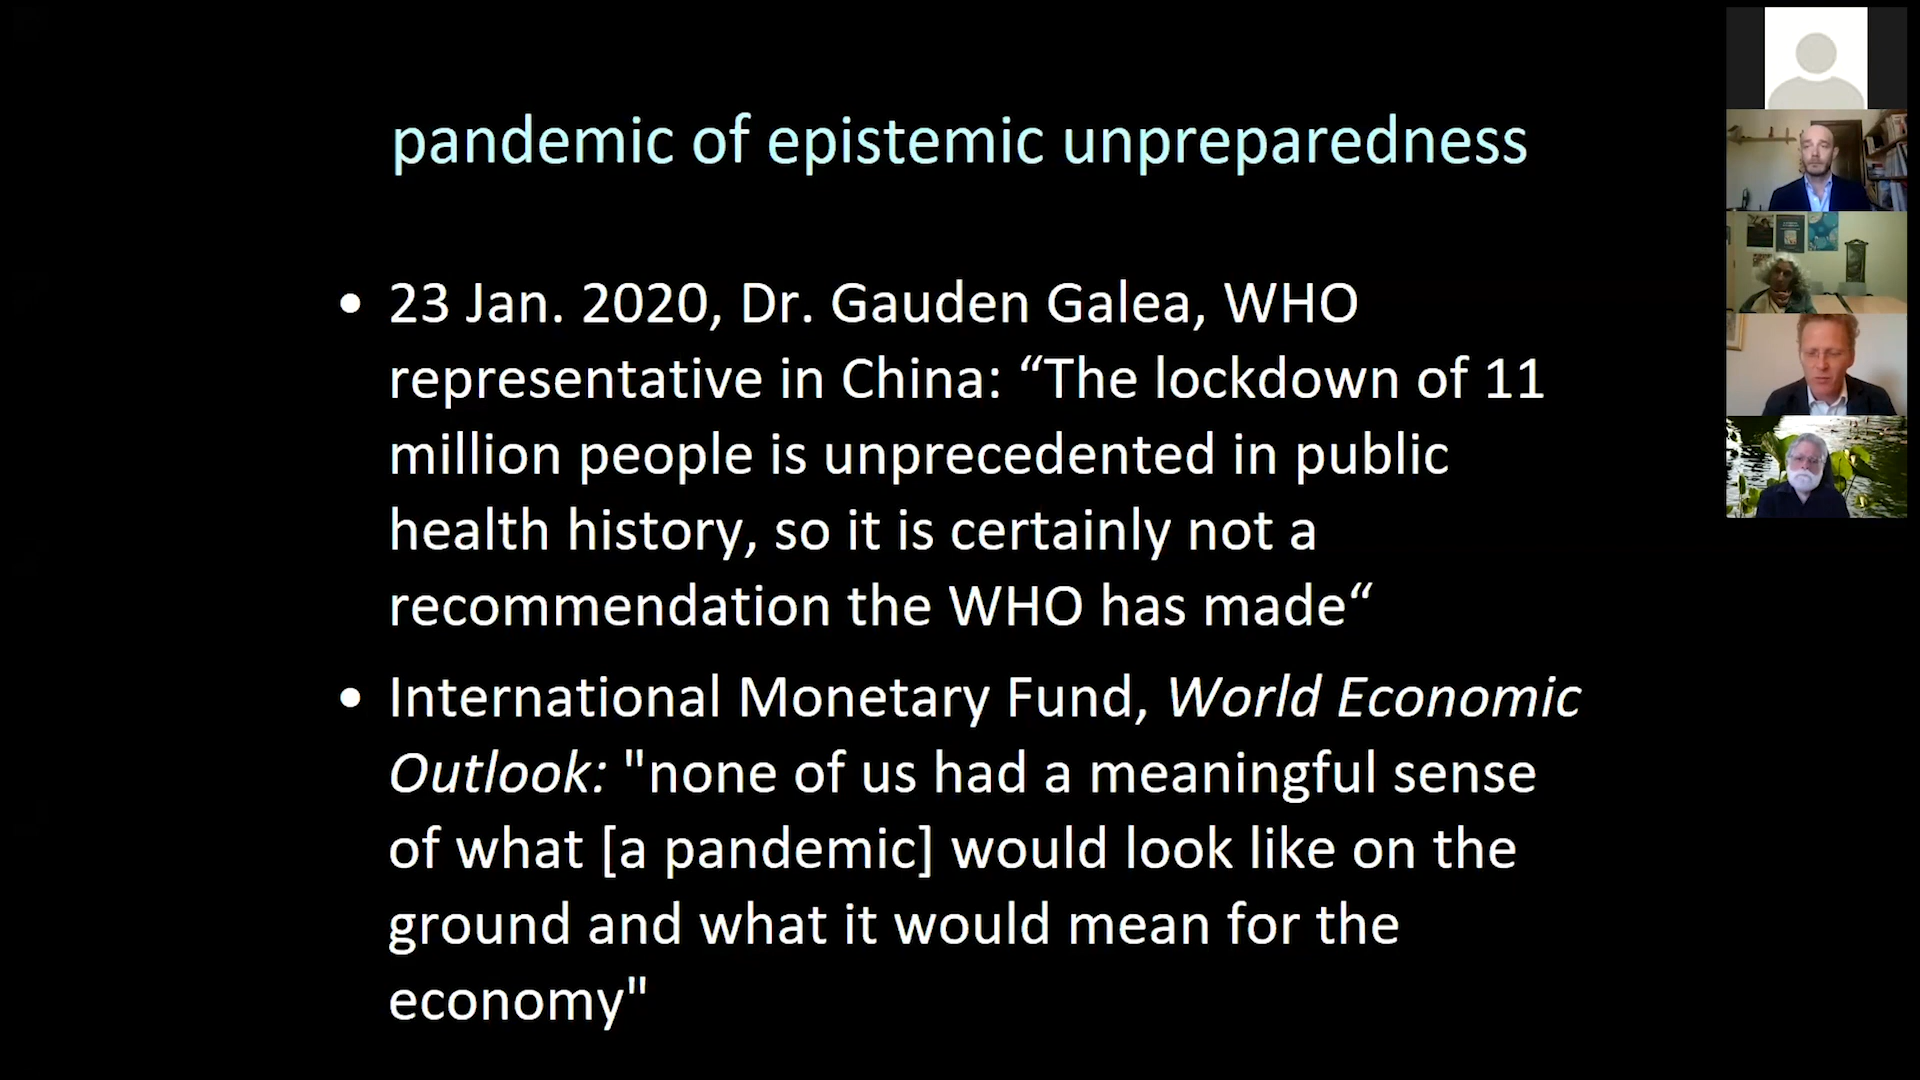 pandemic of epistemic unpreparedness
• 23 Jan. 2020, Dr. Gauden Galea, WHO
representative in China: “The lockdown of 11
million people is unprecedented in public
health history, so it is certainly not a
recommendation the WHO has made“
• International Monetary Fund, World Economic
Outlook: "none of us had a meaningful sense
of what [a pandemic] would look like on the
ground and what it would mean for the
economy"